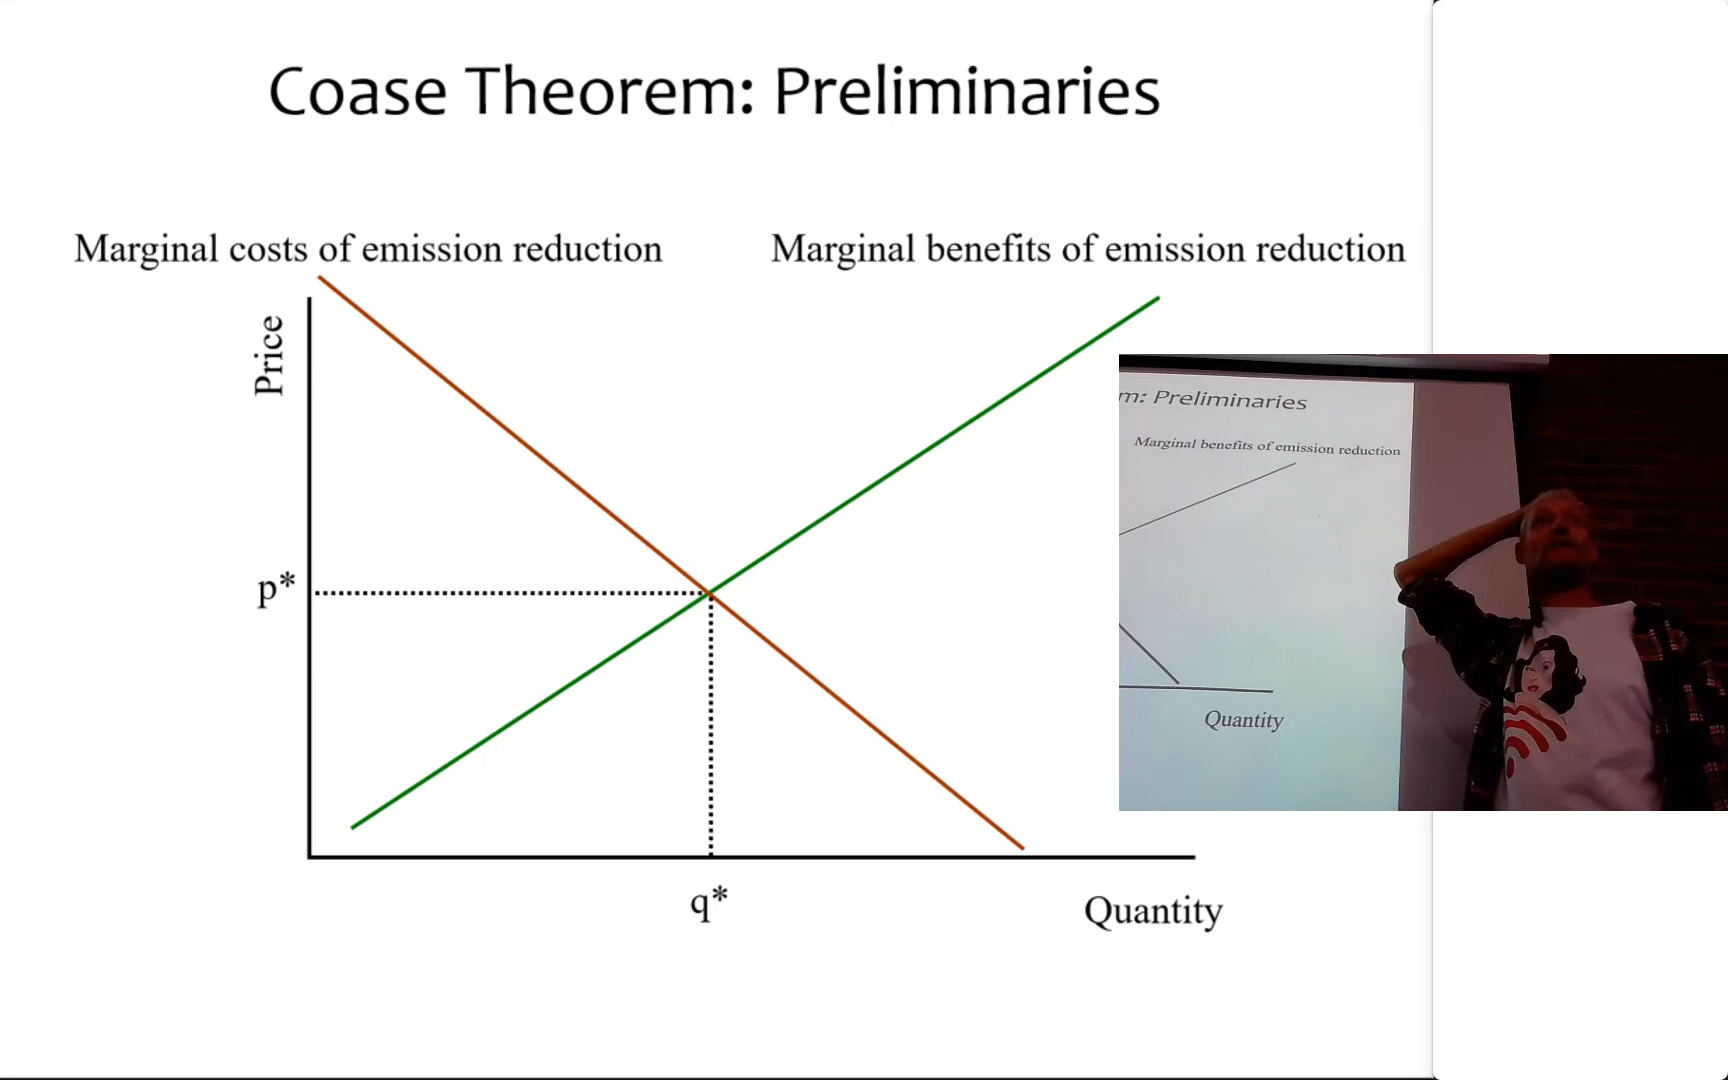 Coase Theorem: Preliminaries
Marginal costs of emission reduction
Marginal benefits of emission reduction
Price
p*
q*
Quantity
m: Preliminaries
Marginal benefits of emission reduction
Quantity